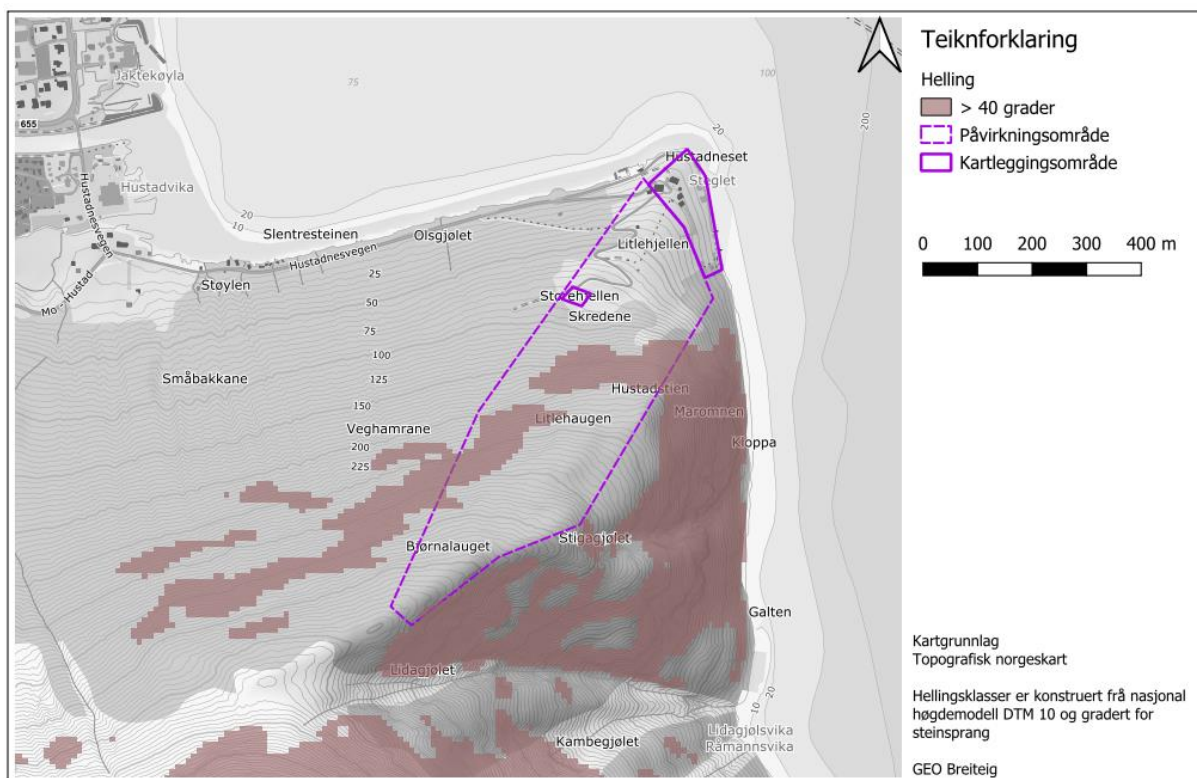 Teiknforklaring
Helling
> 40 grader
Påvirkningsområde
Kartleggingsområde
0 100 200 300 400 m
Kartgrunnlag
Topografisk norgeskart
Hellingsklasser er konstruert frå nasjonal
høgdemodell DTM 10 og gradert for
steinsprang
GEO Breiteig
Jaktekøyla
75
100
200
655
20
Hustadneset
Steglet
Hustadvika
Hustadnesvegen
20
10
Slentresteinen
Olsgjølet
Litlehjellen
Hustadnesvegen
Mo - Hustad
Støylen
25
Storehjellen
50
Skredene
75
100
Småbakkane
125
Hustadstien
150
Litlehaugen
Maromnen
Veghamrane
Kloppa
200
225
Stigagjølet
Bjørnalauget
Galten
Lidagjølet
10
20
Lidagjølsvika
Kambegjølet
Råmannsvika